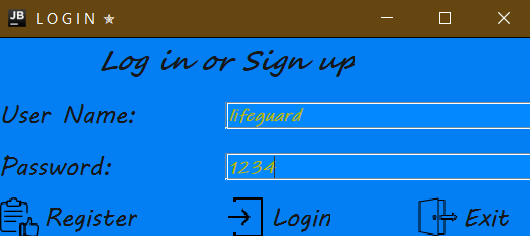 JB LOGIN ★
Log in or Sign up
User Name: lifeguard
Password: 1234
Register Login Exit